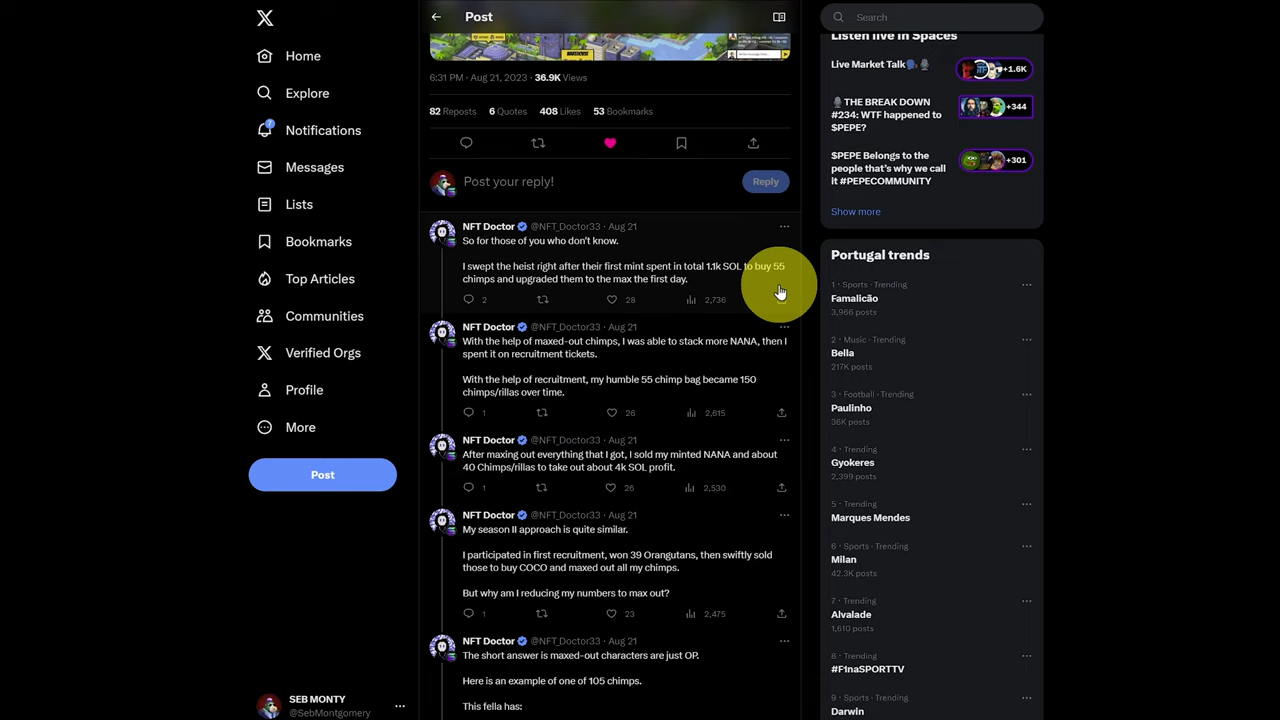 Home
Explore
7
Notifications
Messages
Lists
Bookmarks
Top Articles
Communities
Verified Orgs
Profile
More
Post
SEB MONTY
@SebMontgomery
Post
MISSIONS
6:31 PM · Aug 21, 2023 · 36.9K Views
82 Reposts 6 Quotes 408 Likes 53 Bookmarks
Post your reply!
Reply
NFT Doctor @NFT_Doctor33 · Aug 21
So for those of you who don't know.
I swept the heist right after their first mint spent in total 1.1k SOL to buy 55
chimps and upgraded them to the max the first day.
2 28 2,736
NFT Doctor @NFT_Doctor33 · Aug 21
With the help of maxed-out chimps, I was able to stack more NANA, then I
spent it on recruitment tickets.
With the help of recruitment, my humble 55 chimp bag became 150
chimps/rillas over time.
1 26 2,615
NFT Doctor @NFT_Doctor33 · Aug 21
After maxing out everything that I got, I sold my minted NANA and about
40 Chimps/rillas to take out about 4k SOL profit.
1 26 2,530
NFT Doctor @NFT_Doctor33 · Aug 21
My season II approach is quite similar.
I participated in first recruitment, won 39 Orangutans, then swiftly sold
those to buy COCO and maxed out all my chimps.
But why am I reducing my numbers to max out?
1 23 2,475
NFT Doctor @NFT_Doctor33 · Aug 21
The short answer is maxed-out characters are just OP.
Here is an example of one of 105 chimps.
This fella has:
Search
Listen live in Spaces
Live Market Talk
+1.6K
THE BREAK DOWN
#234: WTF happened to
$PEPE?
+344
$PEPE Belongs to the
people that's why we call
it #PEPECOMMUNITY
+301
Show more
Portugal trends
1 · Sports · Trending
Famalicão
3,966 posts
2 · Music · Trending
Bella
217K posts
3 · Football · Trending
Paulinho
36K posts
4 · Trending
Gyokeres
2,399 posts
5 · Trending
Marques Mendes
6 · Sports · Trending
Milan
42.3K posts
7 · Trending
Alvalade
1,610 posts
8 · Trending
#F1naSPORTTV
9 · Sports · Trending
Darwin